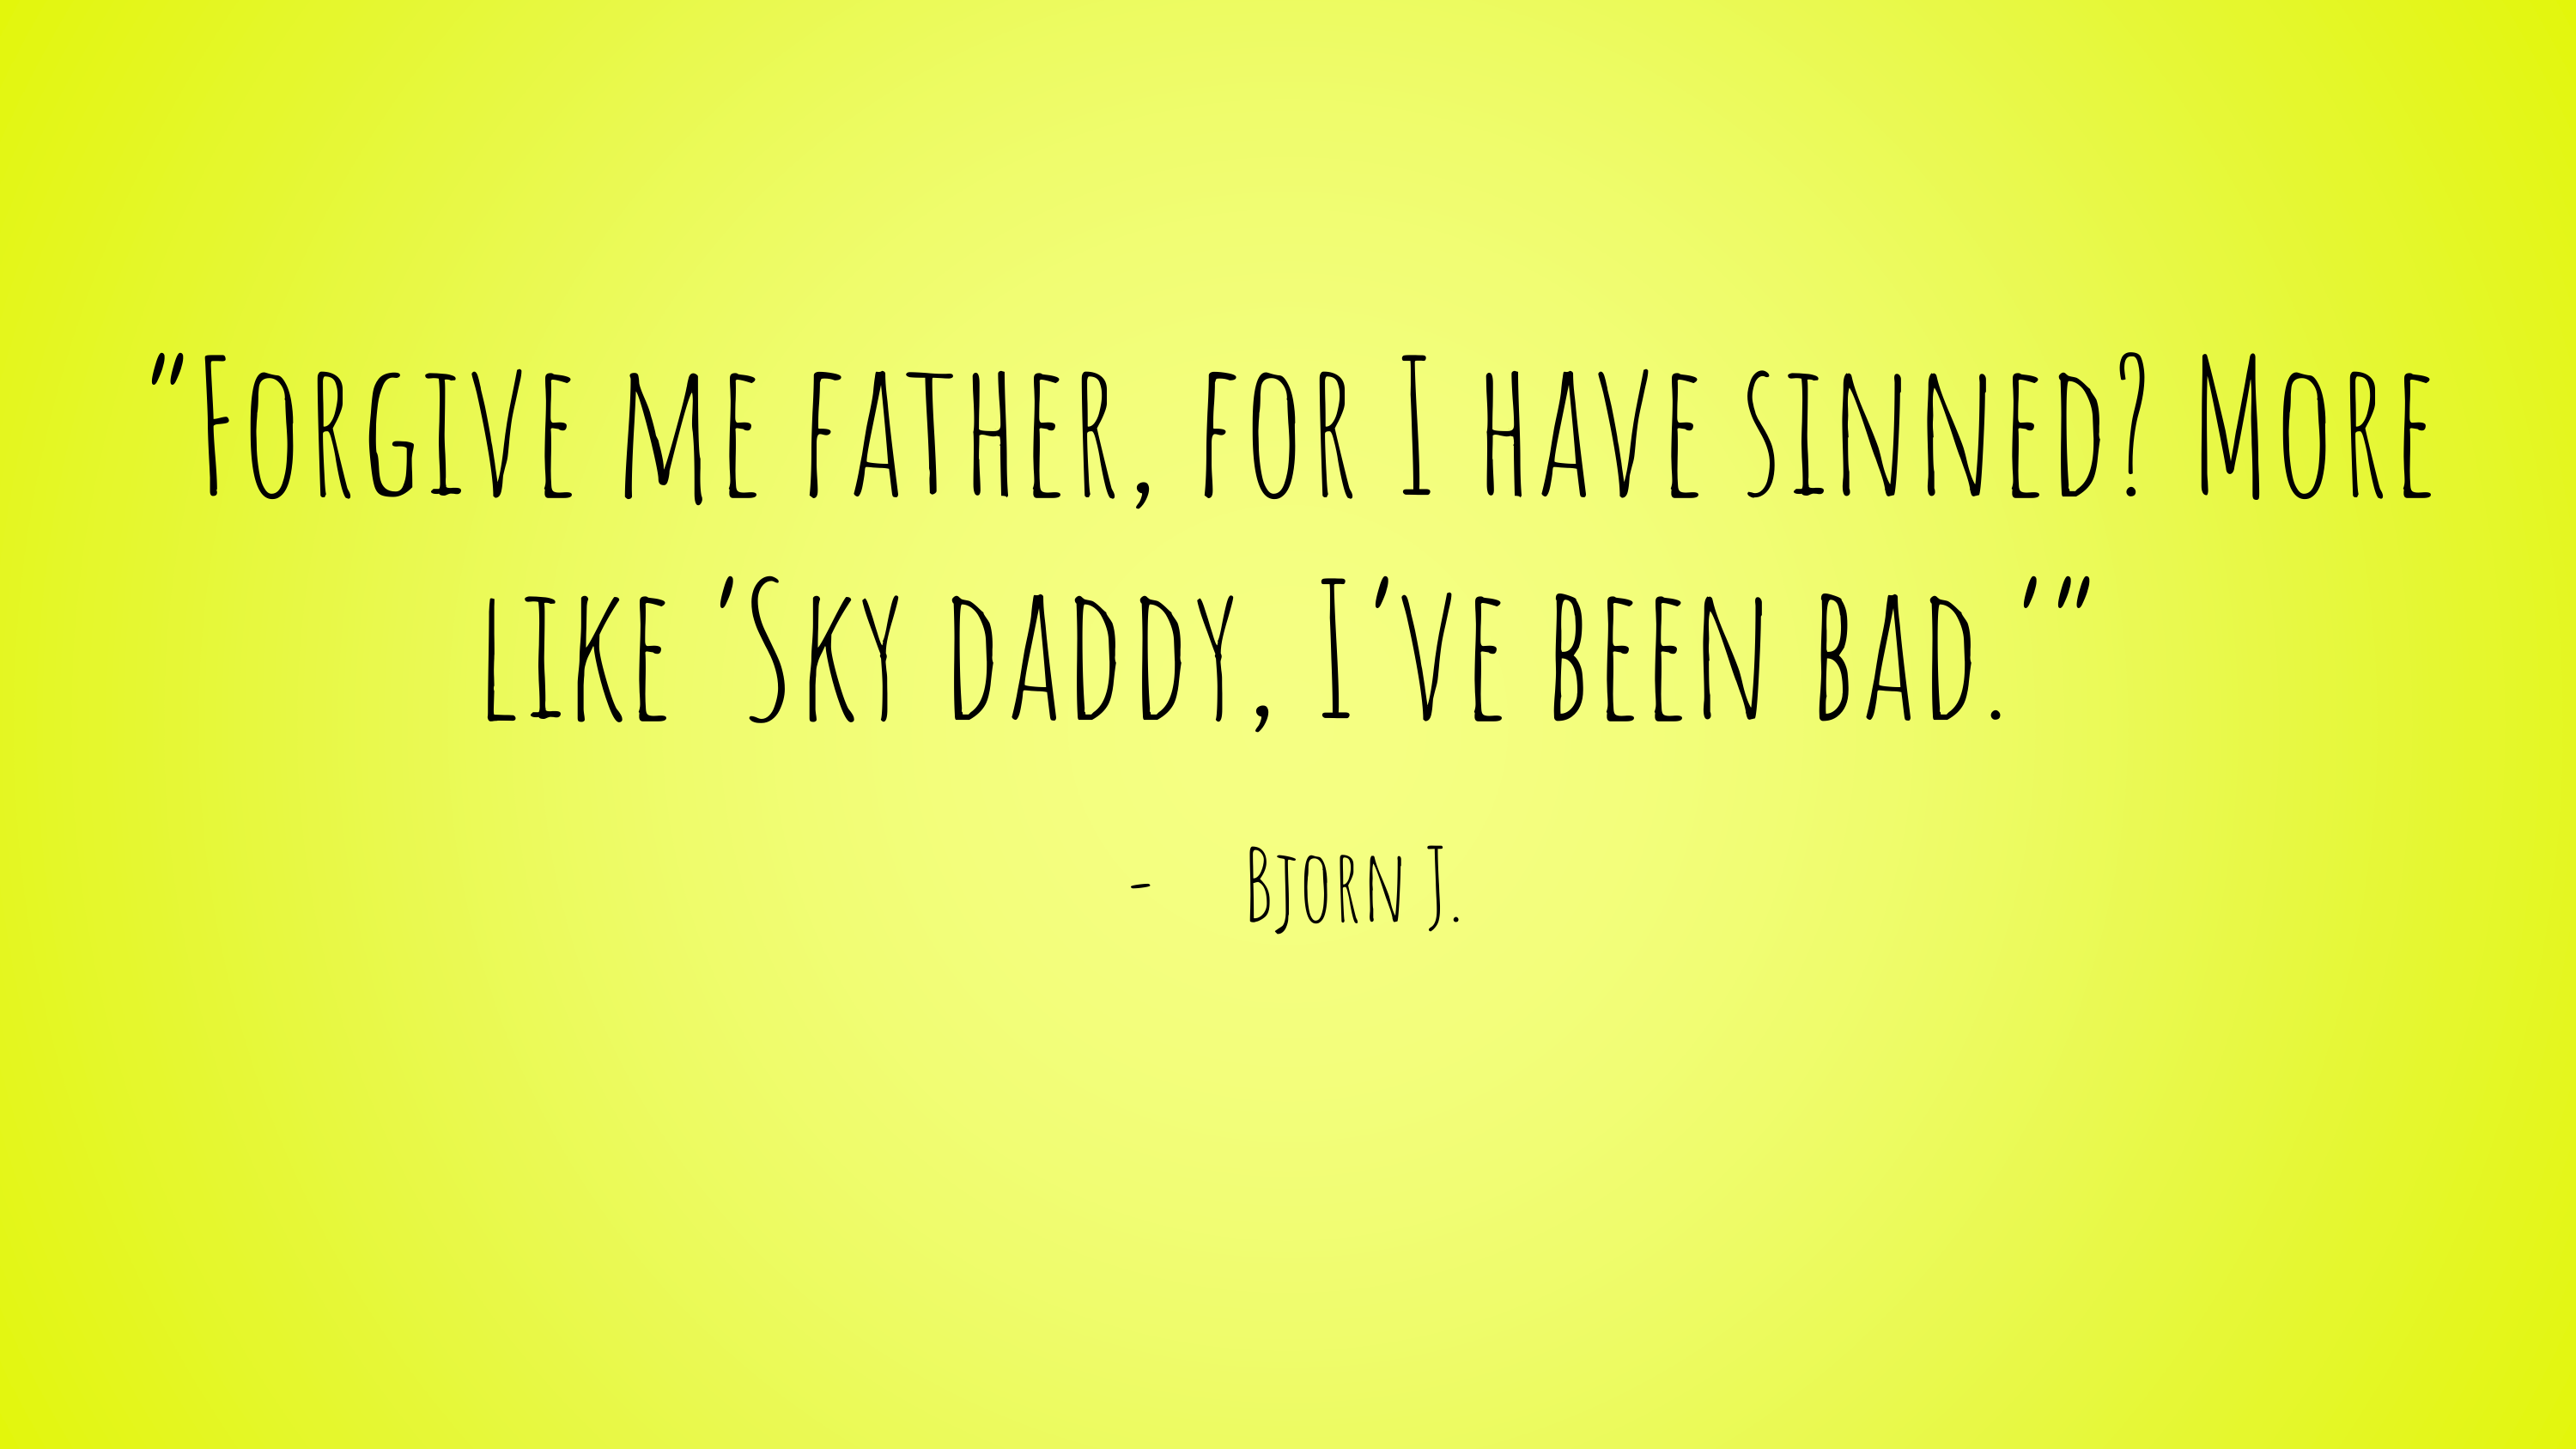 "Forgive me father, for I have sinned? More
like 'Sky daddy, I've been bad.'"
- Bjorn J.